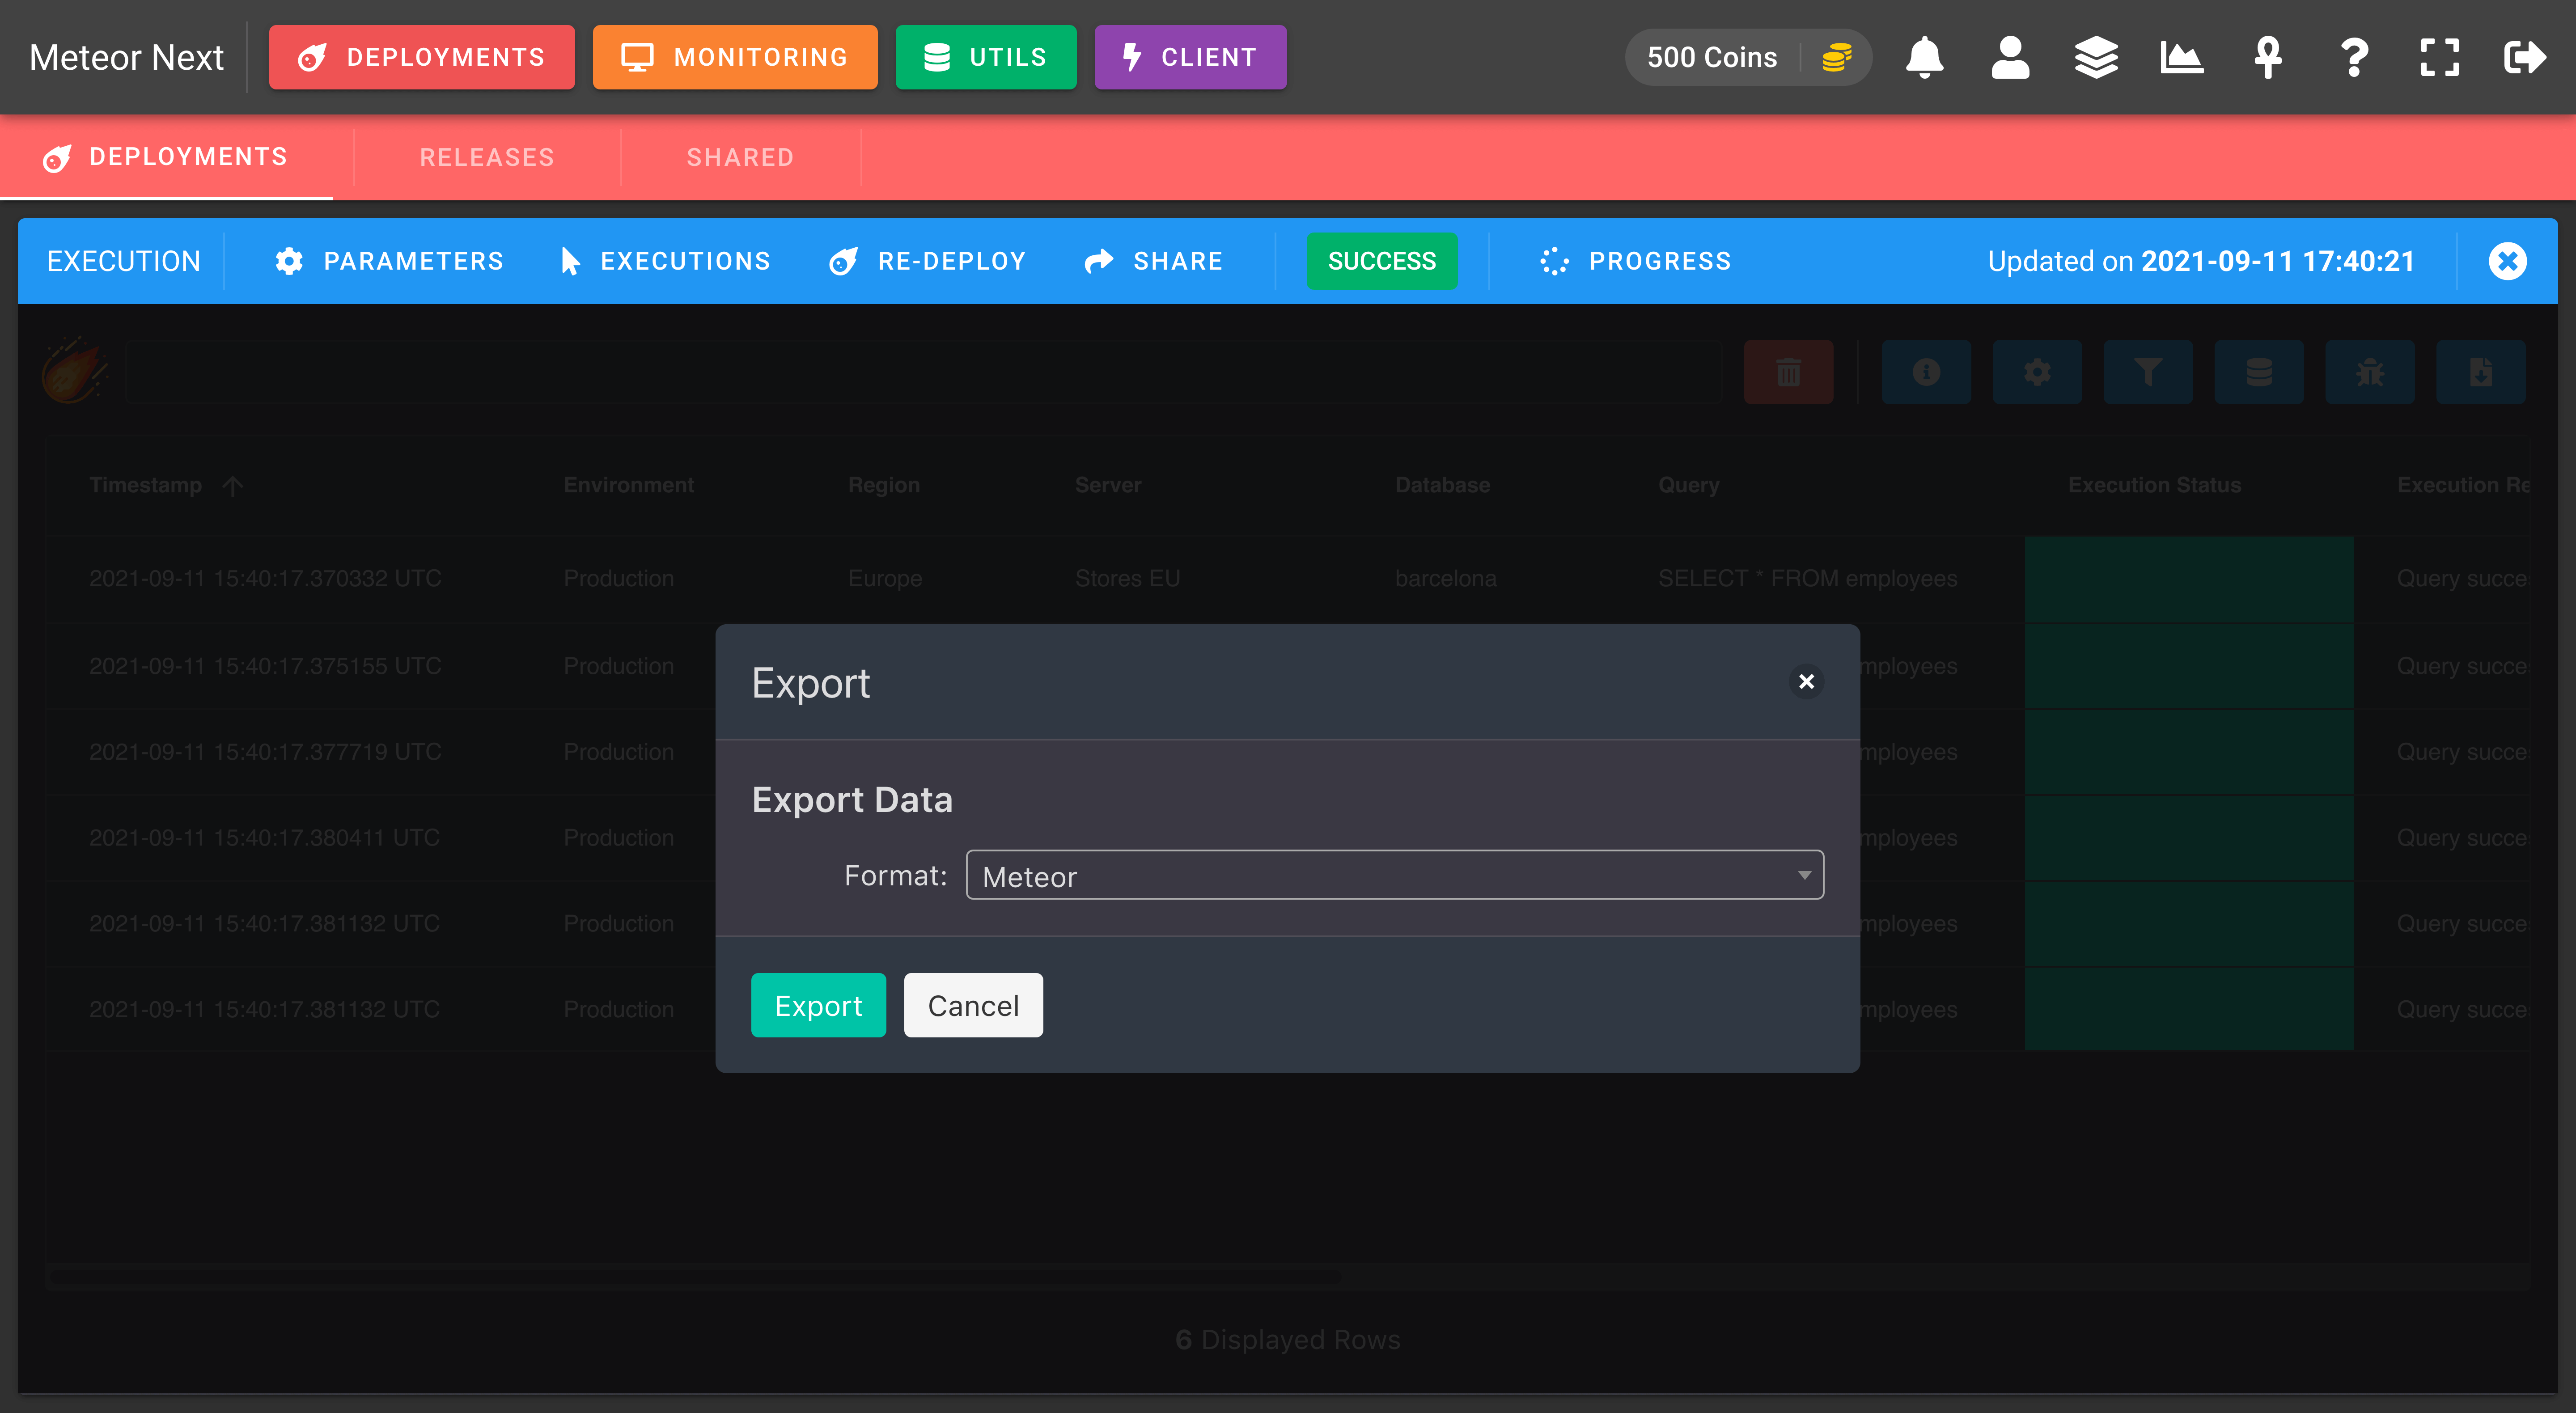 Meteor Next DEPLOYMENTS MONITORING UTILS CLIENT 500 Coins
DEPLOYMENTS RELEASES SHARED
EXECUTION PARAMETERS EXECUTIONS RE-DEPLOY SHARE SUCCESS PROGRESS Updated on 2021-09-11 17:40:21
Timestamp Environment Region Server Database Query Execution Status Execution Re
2021-09-11 15:40:17.370332 UTC Production Europe Stores EU barcelona SELECT * FROM employees Query succe
2021-09-11 15:40:17.375155 UTC Production mployees Query succe
2021-09-11 15:40:17.377719 UTC Production mployees Query succe
2021-09-11 15:40:17.380411 UTC Production mployees Query succe
2021-09-11 15:40:17.381132 UTC Production mployees Query succe
2021-09-11 15:40:17.381132 UTC Production mployees Query succe
Export
Export Data
Format: Meteor
Export Cancel
6 Displayed Rows